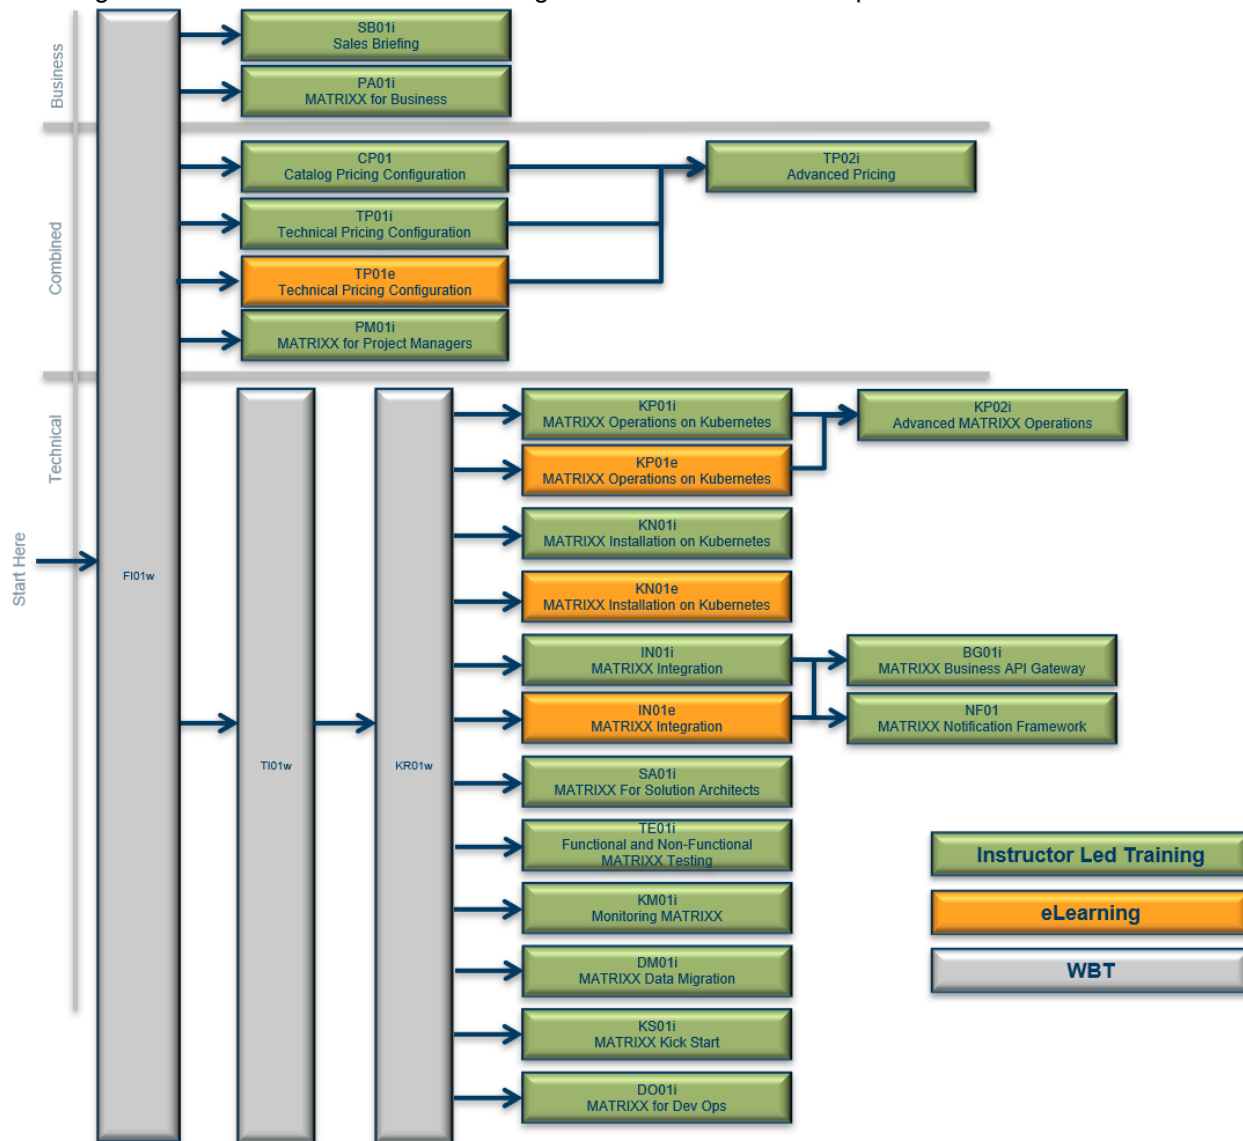 Business
SB01i
Sales Briefing
PA01i
MATRIXX for Business
Combined
CP01
Catalog Pricing Configuration
TP02i
Advanced Pricing
TP01i
Technical Pricing Configuration
TP01e
Technical Pricing Configuration
PM01i
MATRIXX for Project Managers
Technical
Start Here
FI01w
TI01w
KR01w
KP01i
MATRIXX Operations on Kubernetes
KP02i
Advanced MATRIXX Operations
KP01e
MATRIXX Operations on Kubernetes
KN01i
MATRIXX Installation on Kubernetes
KN01e
MATRIXX Installation on Kubernetes
IN01i
MATRIXX Integration
BG01i
MATRIXX Business API Gateway
IN01e
MATRIXX Integration
NF01
MATRIXX Notification Framework
SA01i
MATRIXX For Solution Architects
TE01i
Functional and Non-Functional
MATRIXX Testing
KM01i
Monitoring MATRIXX
DM01i
MATRIXX Data Migration
KS01i
MATRIXX Kick Start
DO01i
MATRIXX for Dev Ops
Instructor Led Training
eLearning
WBT